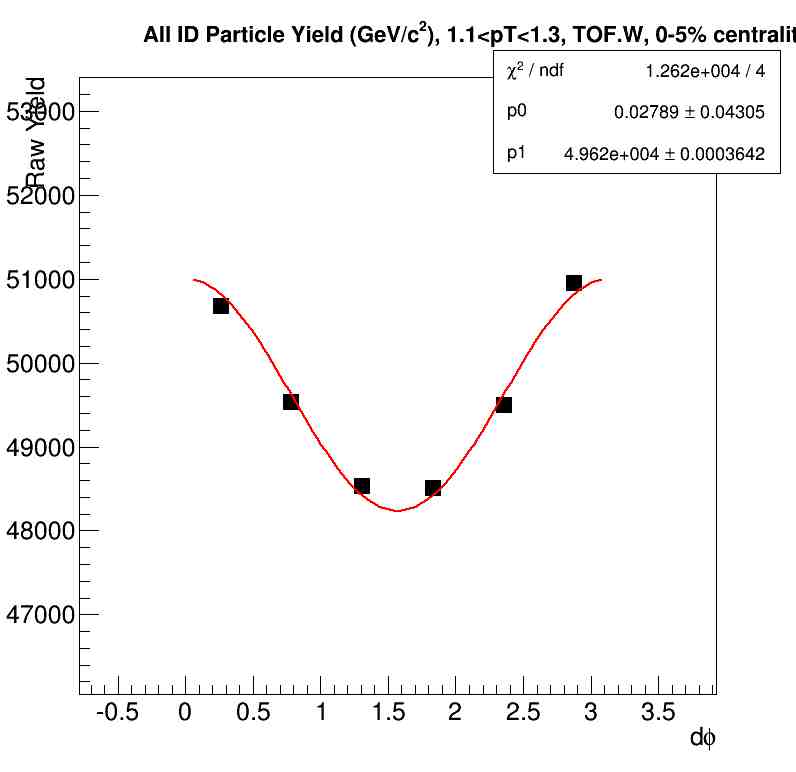 All ID Particle Yield (GeV/c²), 1.1<pT<1.3, TOF.W, 0-5% centralit
χ² / ndf 1.262e+004 / 4
p0 0.02789 ± 0.04305
p1 4.962e+004 ± 0.0003642
Raw Yield
53000
52000
51000
50000
49000
48000
47000
-0.5 0 0.5 1 1.5 2 2.5 3 3.5
dϕ